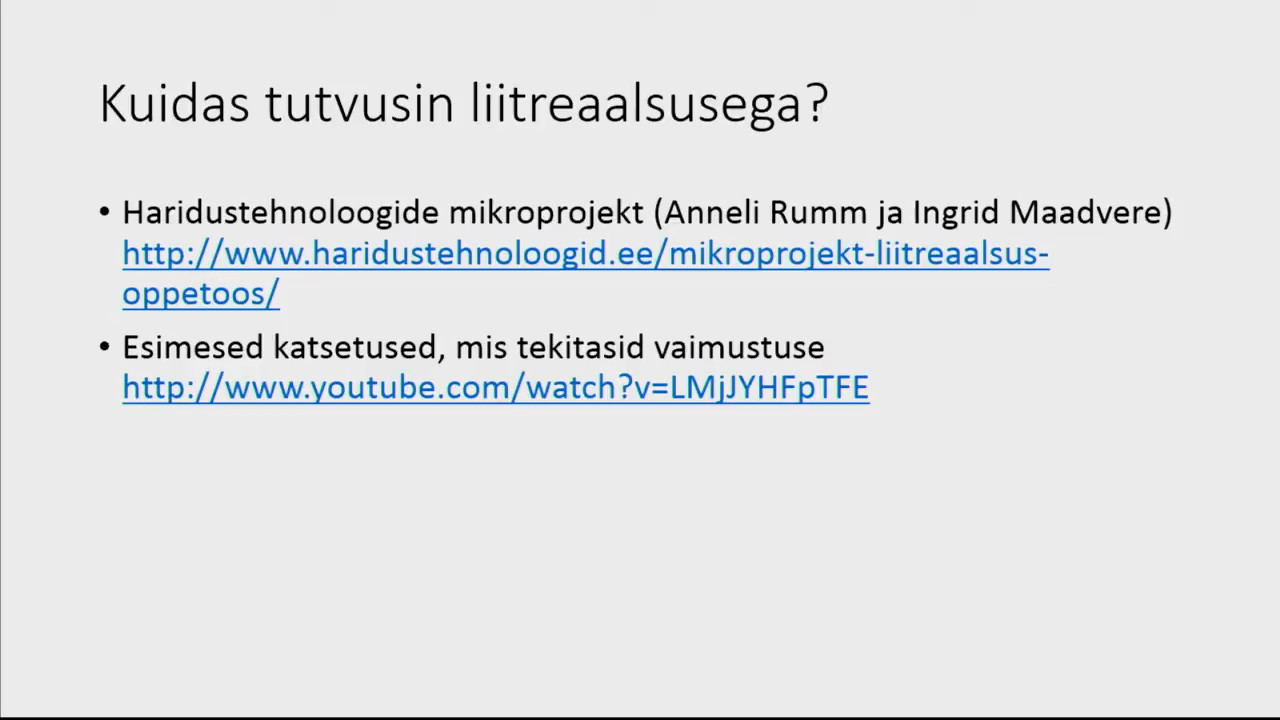 Kuidas tutvusin liitreaalsusega?
• Haridustehnoloogide mikroprojekt (Anneli Rumm ja Ingrid Maadvere)
http://www.haridustehnoloogid.ee/mikroprojekt-liitreaalsus-
oppetoos/
• Esimesed katsetused, mis tekitasid vaimustuse
http://www.youtube.com/watch?v=LMjJYHFpTFE